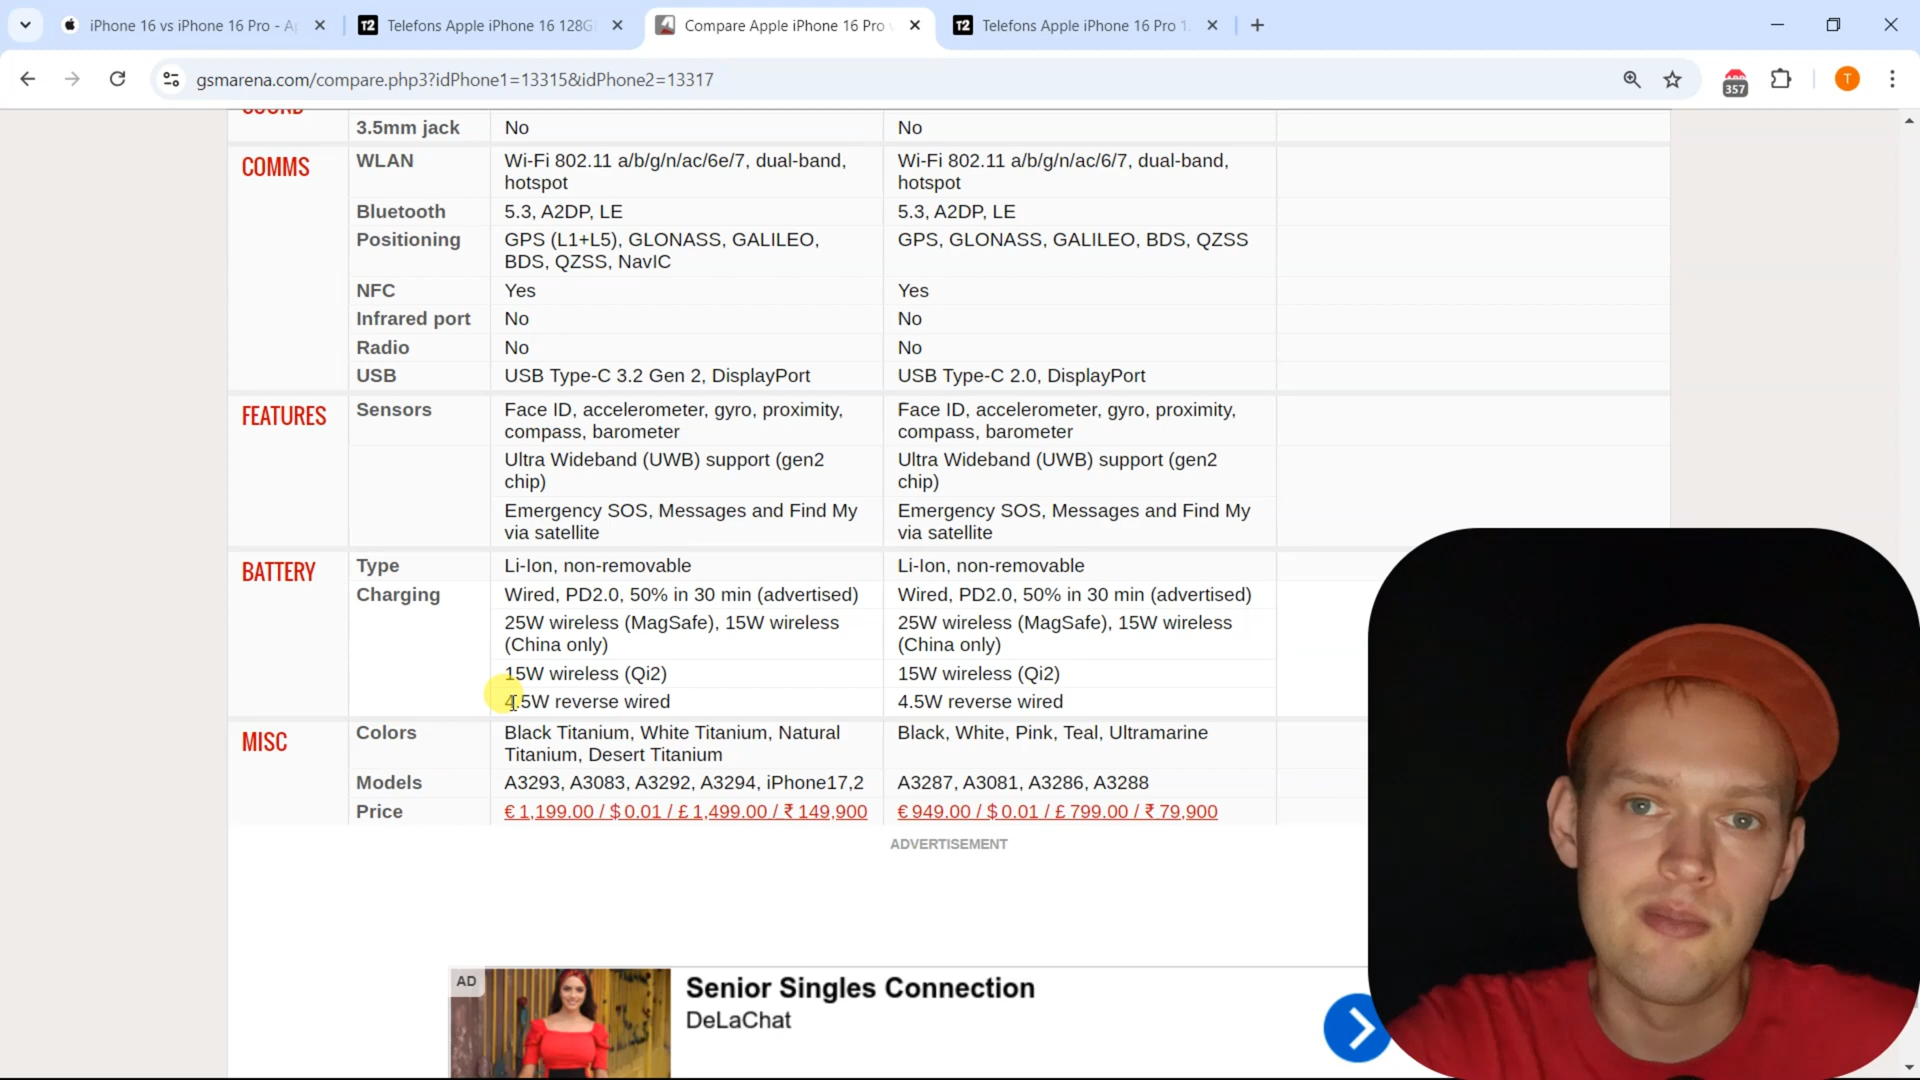 iPhone 16 vs iPhone 16 Pro - Ap
Telefons Apple iPhone 16 128G
Compare Apple iPhone 16 Pro v
Telefons Apple iPhone 16 Pro 1
gsmarena.com/compare.php3?idPhone1=13315&idPhone2=13317
357
T
SOUND
3.5mm jack No No
COMMS WLAN Wi-Fi 802.11 a/b/g/n/ac/6e/7, dual-band, Wi-Fi 802.11 a/b/g/n/ac/6/7, dual-band,
hotspot hotspot
Bluetooth 5.3, A2DP, LE 5.3, A2DP, LE
Positioning GPS (L1+L5), GLONASS, GALILEO, GPS, GLONASS, GALILEO, BDS, QZSS
BDS, QZSS, NavIC
NFC Yes Yes
Infrared port No No
Radio No No
USB USB Type-C 3.2 Gen 2, DisplayPort USB Type-C 2.0, DisplayPort
FEATURES Sensors Face ID, accelerometer, gyro, proximity, Face ID, accelerometer, gyro, proximity,
compass, barometer compass, barometer
Ultra Wideband (UWB) support (gen2 Ultra Wideband (UWB) support (gen2
chip) chip)
Emergency SOS, Messages and Find My Emergency SOS, Messages and Find My
via satellite via satellite
BATTERY Type Li-Ion, non-removable Li-Ion, non-removable
Charging Wired, PD2.0, 50% in 30 min (advertised) Wired, PD2.0, 50% in 30 min (advertised)
25W wireless (MagSafe), 15W wireless 25W wireless (MagSafe), 15W wireless
(China only) (China only)
15W wireless (Qi2) 15W wireless (Qi2)
4.5W reverse wired 4.5W reverse wired
MISC Colors Black Titanium, White Titanium, Natural Black, White, Pink, Teal, Ultramarine
Titanium, Desert Titanium
Models A3293, A3083, A3292, A3294, iPhone17,2 A3287, A3081, A3286, A3288
Price € 1,199.00 / $ 0.01 / £ 1,499.00 / ₹ 149,900 € 949.00 / $ 0.01 / £ 799.00 / ₹ 79,900
ADVERTISEMENT
AD
Senior Singles Connection
DeLaChat